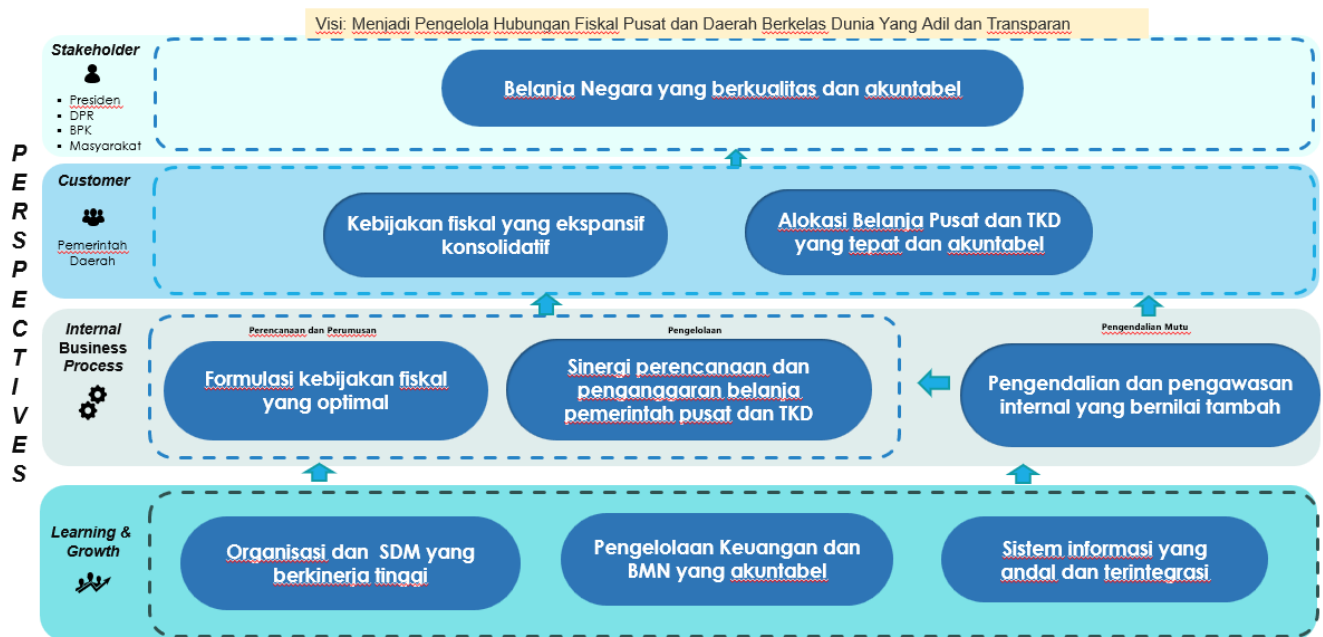 Visi: Menjadi Pengelola Hubungan Fiskal Pusat dan Daerah Berkelas Dunia Yang Adil dan Transparan
PERSPECTIVES
Stakeholder
▪ Presiden
▪ DPR
▪ BPK
▪ Masyarakat
Belanja Negara yang berkualitas dan akuntabel
Customer
Pemerintah
Daerah
Kebijakan fiskal yang ekspansif
konsolidatif
Alokasi Belanja Pusat dan TKD
yang tepat dan akuntabel
Internal
Business
Process
Perencanaan dan Perumusan
Formulasi kebijakan fiskal
yang optimal
Pengelolaan
Sinergi perencanaan dan
penganggaran belanja
pemerintah pusat dan TKD
Pengendalian Mutu
Pengendalian dan pengawasan
internal yang bernilai tambah
Learning &
Growth
Organisasi dan SDM yang
berkinerja tinggi
Pengelolaan Keuangan dan
BMN yang akuntabel
Sistem informasi yang
andal dan terintegrasi